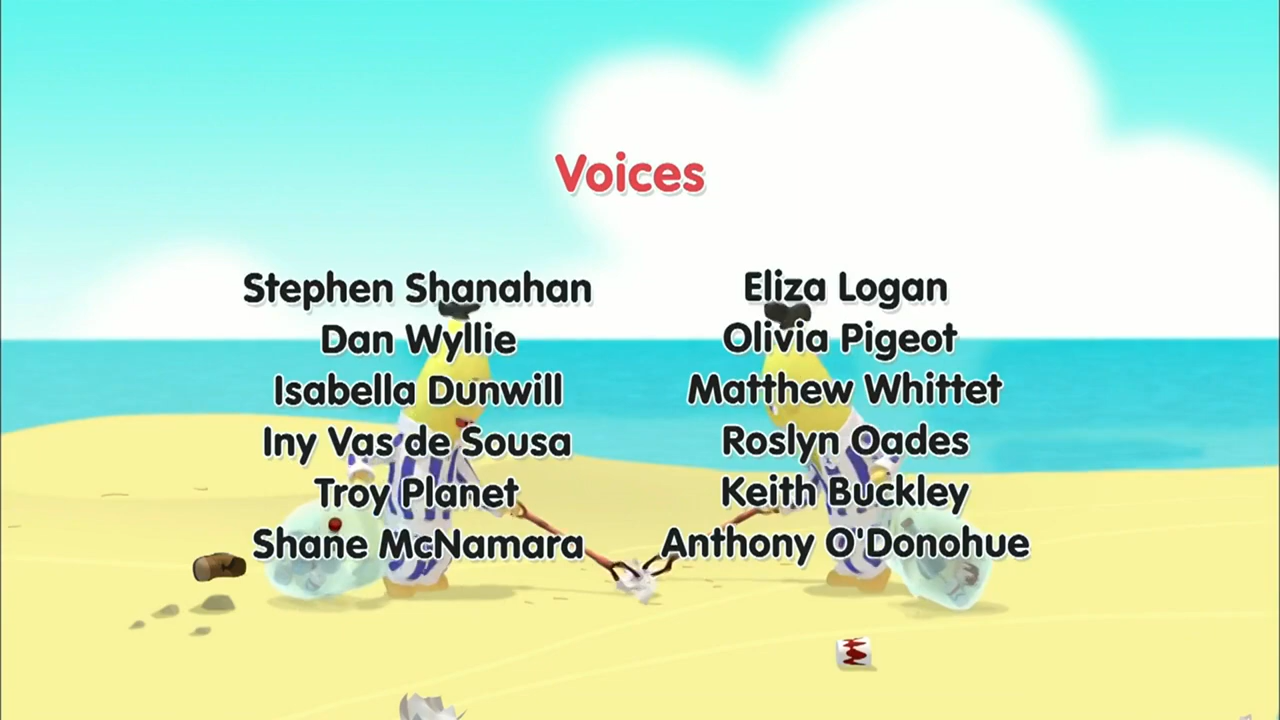 Voices
Stephen Shanahan
Dan Wyllie
Isabella Dunwill
Iny Vas de Sousa
Troy Planet
Shane McNamara
Eliza Logan
Olivia Pigeot
Matthew Whittet
Roslyn Oades
Keith Buckley
Anthony O'Donohue